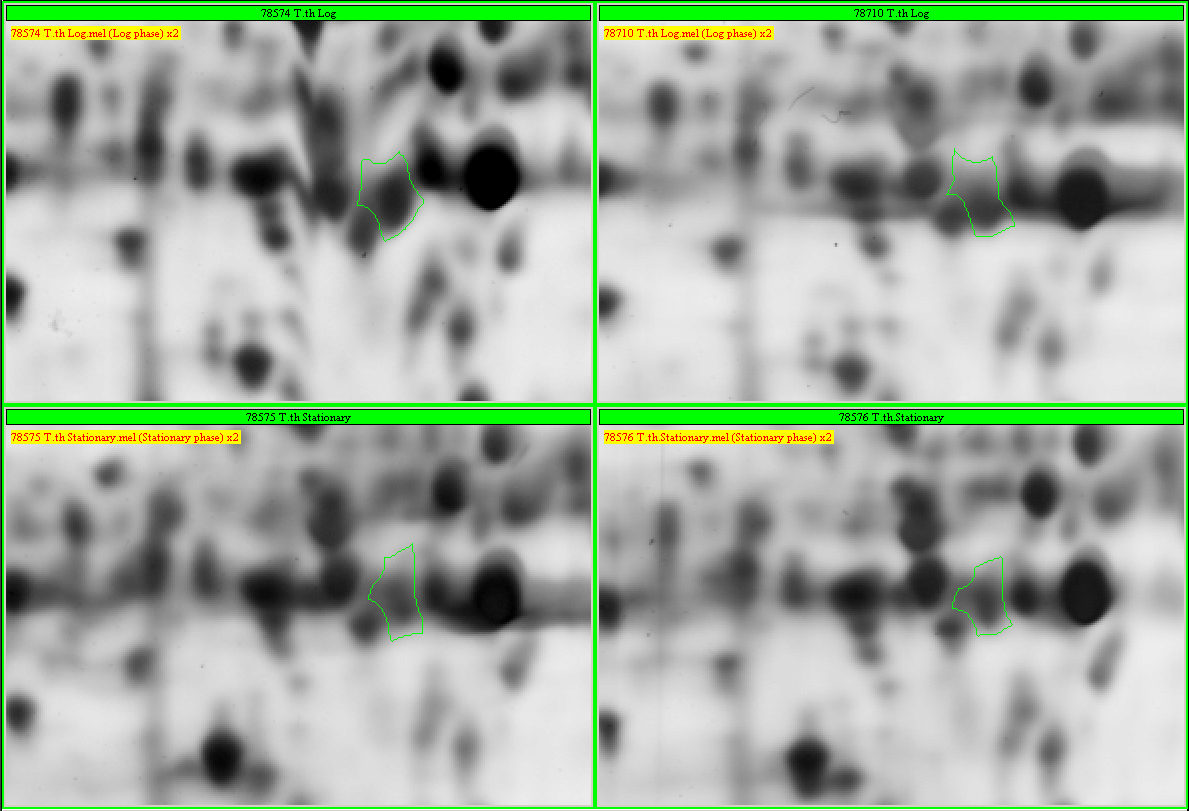 78574 T.th Log
78574 T.th Log.mel (Log phase) x2
78710 T.th Log
78710 T.th Log.mel (Log phase) x2
78575 T.th Stationary
78575 T.th Stationary.mel (Stationary phase) x2
78576 T.th.Stationary
78576 T.th.Stationary.mel (Stationary phase) x2